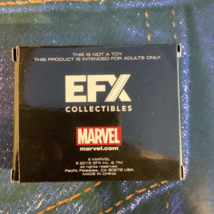 THIS IS NOT A TOY.
THIS PRODUCT IS INTENDED FOR ADULTS ONLY.
EFX
COLLECTIBLES
MARVEL
marvel.com
© MARVEL
© 2015 EFX Inc. & TM
All rights reserved.
Pacific Palisades, CA 90272 USA
MADE IN CHINA